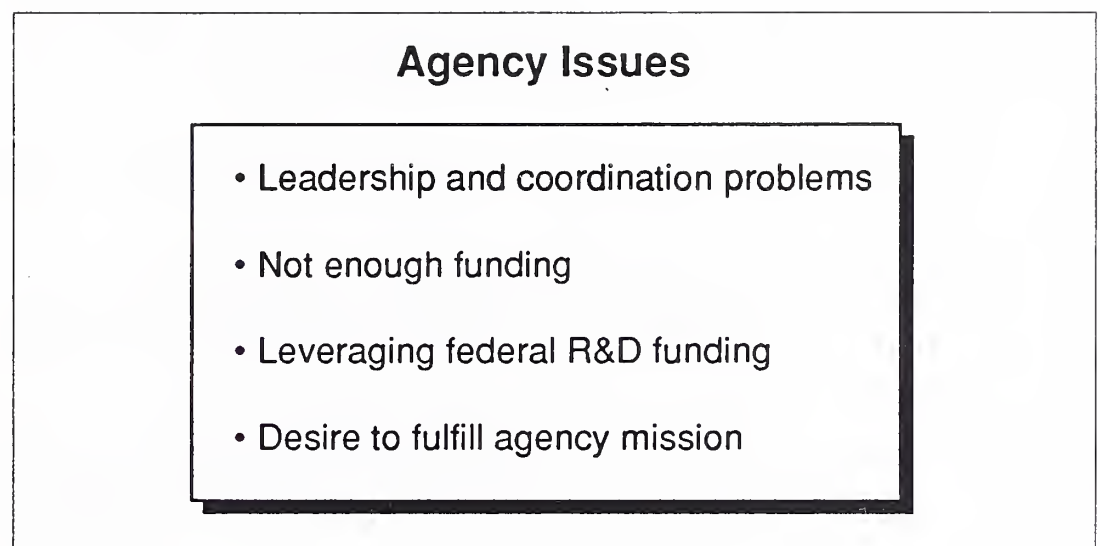 Agency Issues
• Leadership and coordination problems
• Not enough funding
• Leveraging federal R&D funding
• Desire to fulfill agency mission